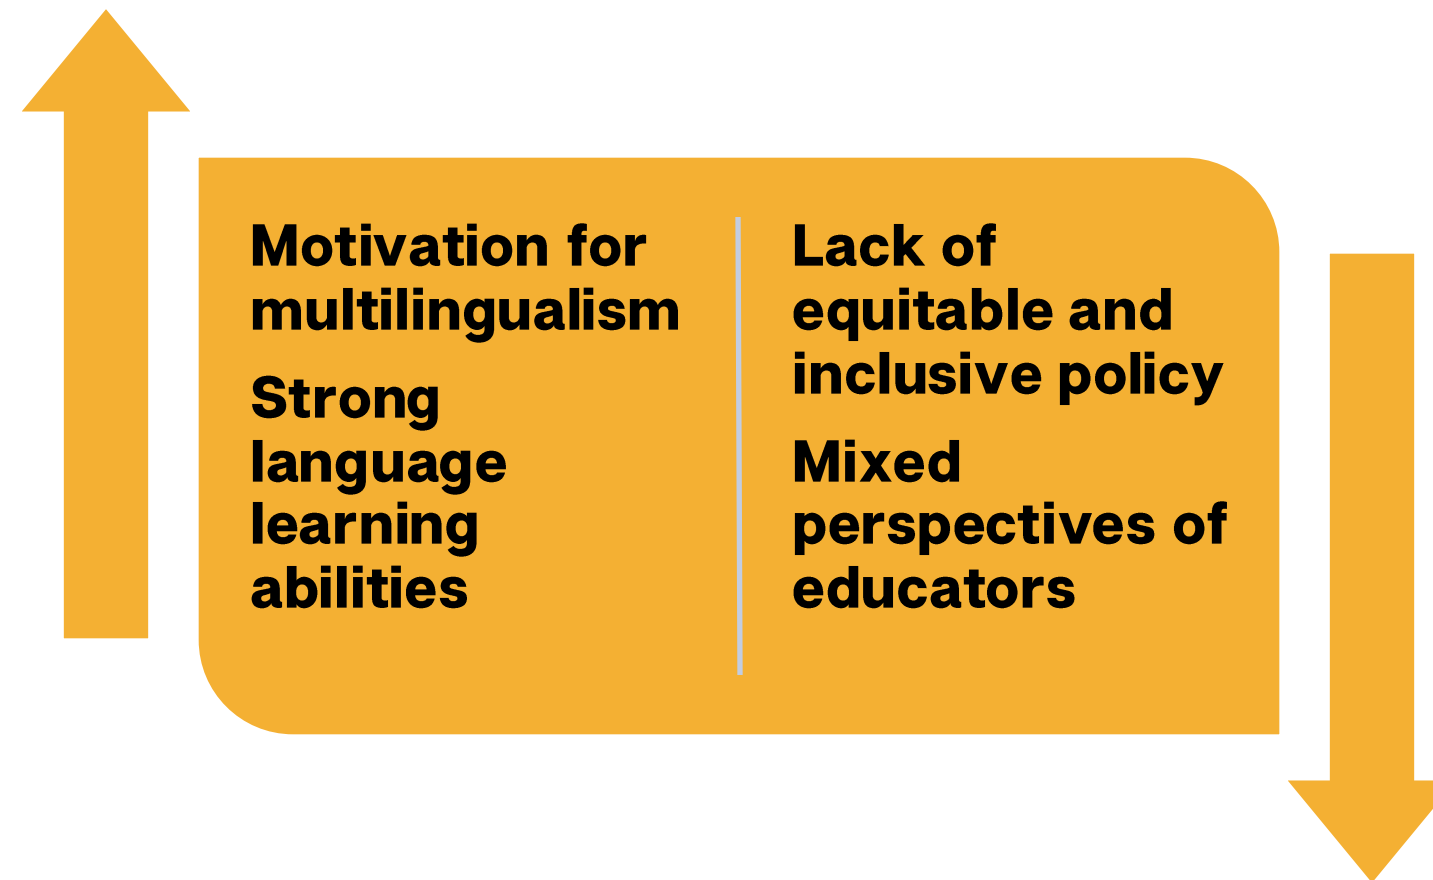 Motivation for
multilingualism
Strong
language
learning
abilities
Lack of
equitable and
inclusive policy
Mixed
perspectives of
educators